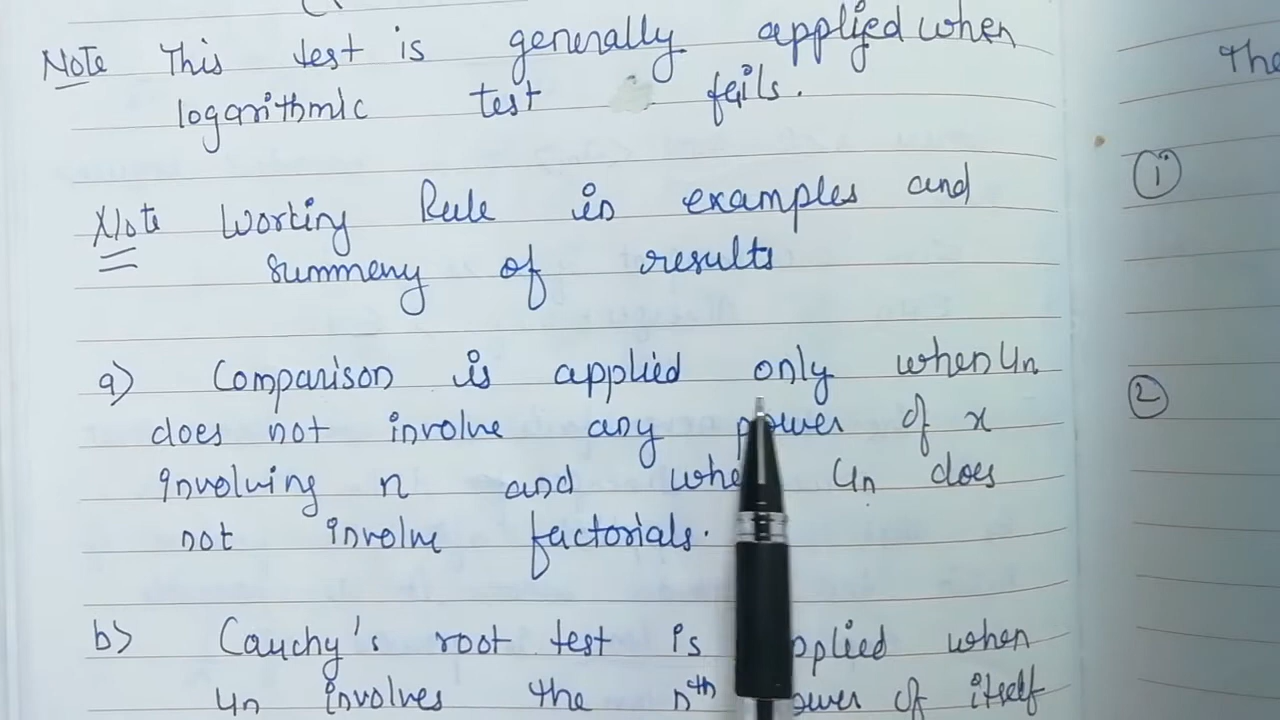 Note This test is generally applied when
logarithmic test fails.
Note Working Rule in examples and
summery of results
a) Comparison is applied only when Un
does not involve any power of x
involving n and whe Un does
not involve factorials.
b) Cauchy's root test is applied when
Un involves the nth power of itself
The
1
2